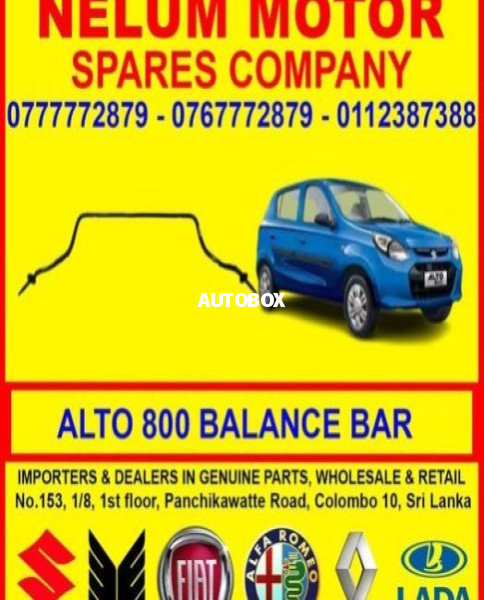 NELUM MOTOR
SPARES COMPANY
0777772879 - 0767772879 - 0112387388
ALTO
AUTOBOX
ALTO 800 BALANCE BAR
IMPORTERS & DEALERS IN GENUINE PARTS, WHOLESALE & RETAIL
No.153, 1/8, 1st floor, Panchikawatte Road, Colombo 10, Sri Lanka
FIAT
ALFA ROMEO
LADA